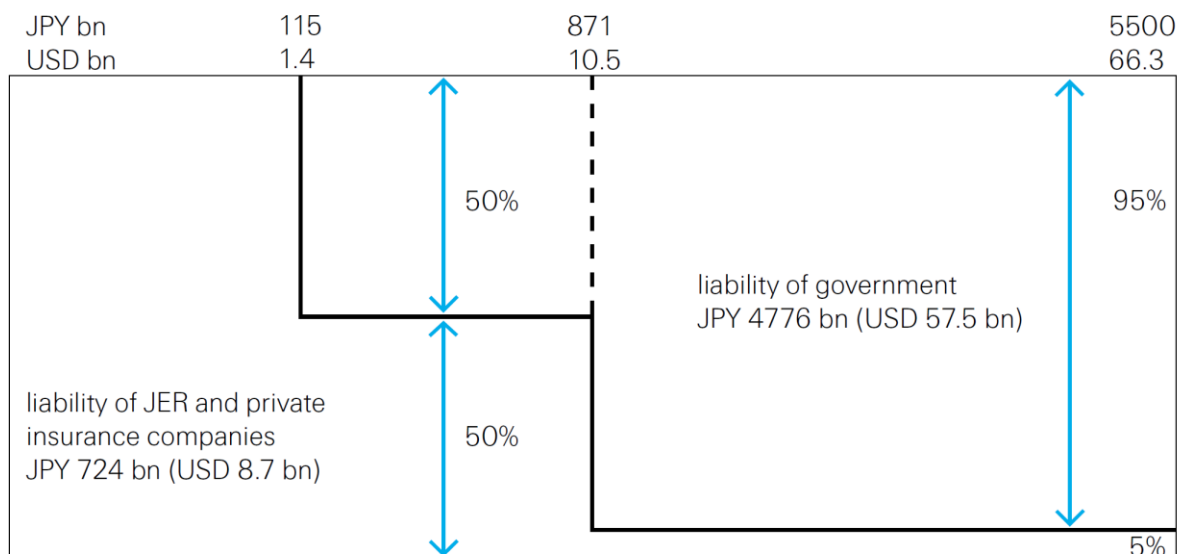 JPY bn 115 871 5500
USD bn 1.4 10.5 66.3
50%
95%
liability of government
JPY 4776 bn (USD 57.5 bn)
liability of JER and private
insurance companies
JPY 724 bn (USD 8.7 bn)
50%
5%